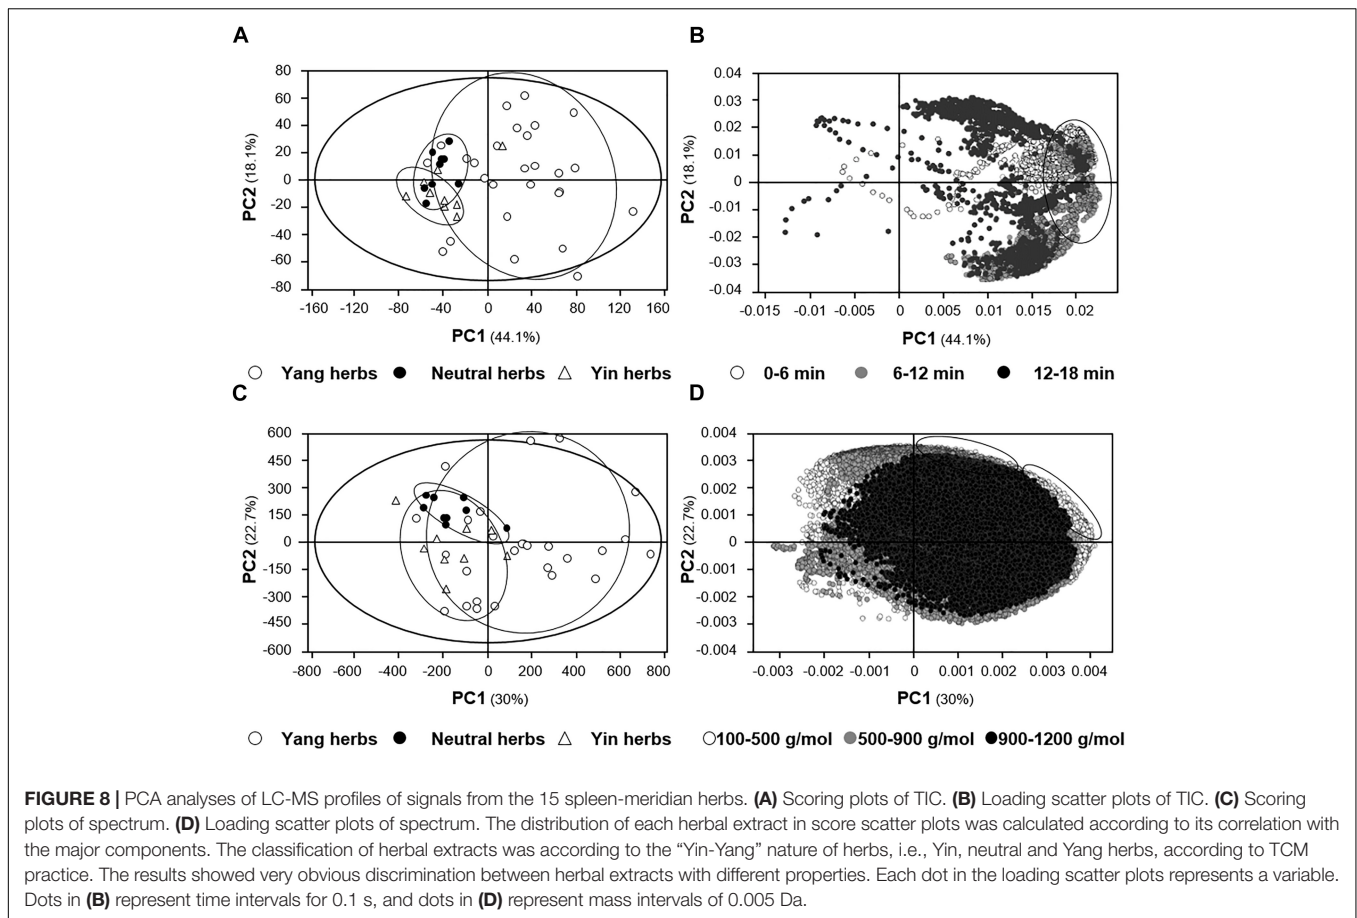 A
B
80
60
40
20
0
-20
-40
-60
-80
PC2 (18.1%)
-160 -120 -80 -40 0 40 80 120 160
PC1 (44.1%)
0.04
0.03
0.02
0.01
0
-0.01
-0.02
-0.03
-0.04
PC2 (18.1%)
-0.015 -0.01 -0.005 0 0.005 0.01 0.015 0.02
PC1 (44.1%)
Yang herbs Neutral herbs Yin herbs
0-6 min 6-12 min 12-18 min
C
D
600
450
300
150
0
-150
-300
-450
-600
PC2 (22.7%)
-800 -600 -400 -200 0 200 400 600 800
PC1 (30%)
0.004
0.003
0.002
0.001
0
-0.001
-0.002
-0.003
-0.004
PC2 (22.7%)
-0.003 -0.002 -0.001 0 0.001 0.002 0.003 0.004
PC1 (30%)
Yang herbs Neutral herbs Yin herbs
100-500 g/mol 500-900 g/mol 900-1200 g/mol
FIGURE 8 | PCA analyses of LC-MS profiles of signals from the 15 spleen-meridian herbs. (A) Scoring plots of TIC. (B) Loading scatter plots of TIC. (C) Scoring
plots of spectrum. (D) Loading scatter plots of spectrum. The distribution of each herbal extract in score scatter plots was calculated according to its correlation with
the major components. The classification of herbal extracts was according to the “Yin-Yang” nature of herbs, i.e., Yin, neutral and Yang herbs, according to TCM
practice. The results showed very obvious discrimination between herbal extracts with different properties. Each dot in the loading scatter plots represents a variable.
Dots in (B) represent time intervals for 0.1 s, and dots in (D) represent mass intervals of 0.005 Da.